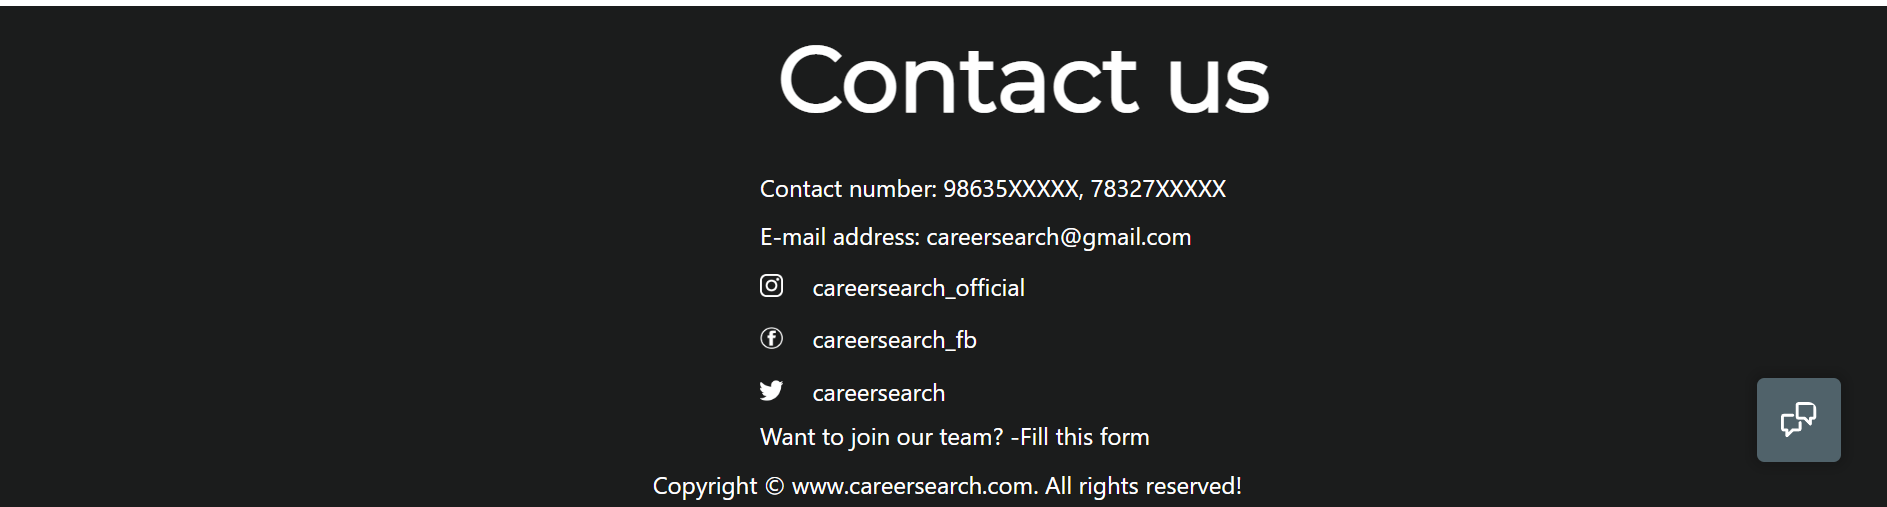 Contact us
Contact number: 98635XXXXX, 78327XXXXX
E-mail address: careersearch@gmail.com
careersearch_official
careersearch_fb
careersearch
Want to join our team? -Fill this form
Copyright © www.careersearch.com. All rights reserved!